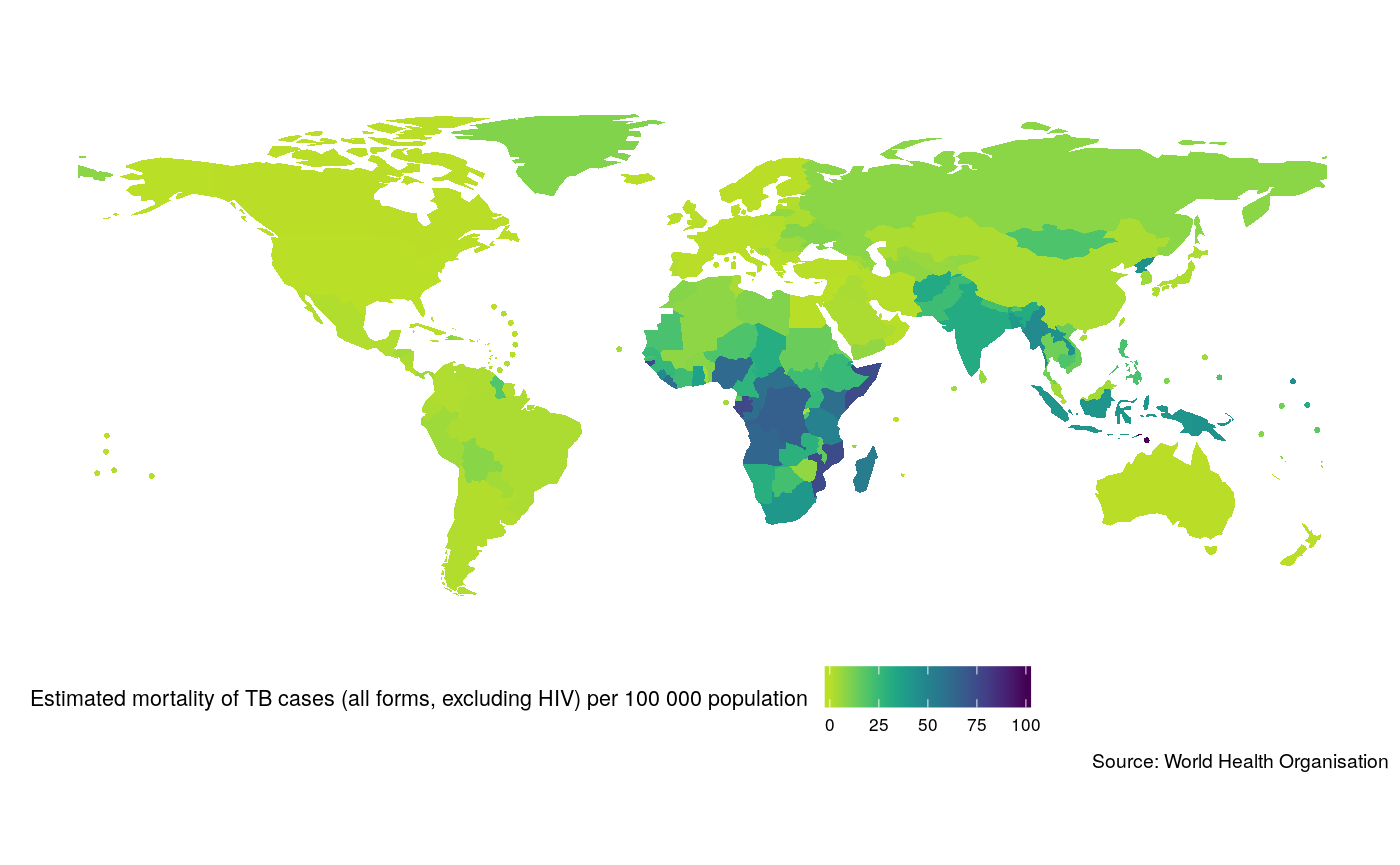 Estimated mortality of TB cases (all forms, excluding HIV) per 100 000 population
0 25 50 75 100
Source: World Health Organisation